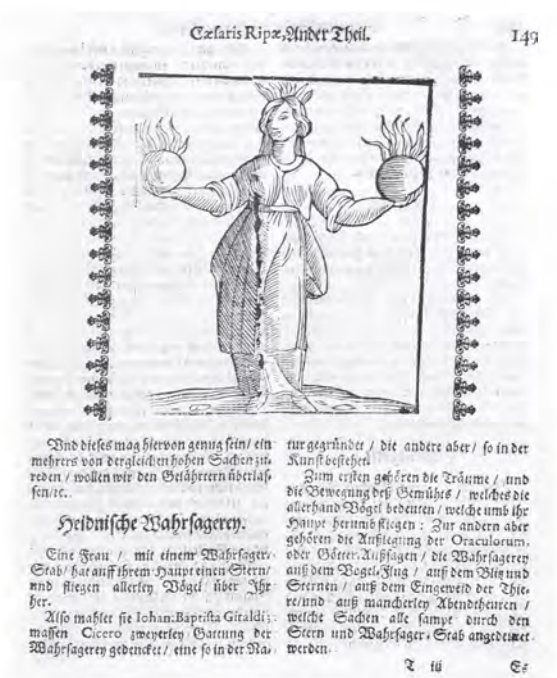 Cæsaris Ripæ, Ander Theil.
149
Vnd dieses mag hiervon genug sein/ ein
mehrers von dergleichen hohen Sachen zu
reden / wollen wir den Gelährtern überlas-
sen/ꝛc.
Heidnische Wahrsagerey.
Eine Frau / mit einem Wahrsager-
Stab/ hat auff ihrem Haupt einen Stern/
und fliegen allerley Vögel über Ihr
her.
Also mahlet sie Johan: Baptista Giraldi;
massen Cicero zweyerley Gattung der
Wahrsagerey gedencket / eine so in der Na-
tur gegründet / die andere aber / so in der
Kunst bestehet.
Zum ersten gehören die Träume / und
die Bewegung deß Gemühts / welches die
allerhand Vögel bedeuten / welche umb ihr
Haupt herumb fliegen : Zur andern aber
gehören die Außlegung der Oraculorum,
oder Götter-Außsagen / die Wahrsagerey
auß dem Vogel-Flug / auß dem Blitz und
Sternen / auß dem Eingeweid der Thie-
re/ und auß mancherley Abendtheuren /
welche Sachen alle sampt durch den
Stern und Wahrsager-Stab angedeutet
werden.
T iij
Es